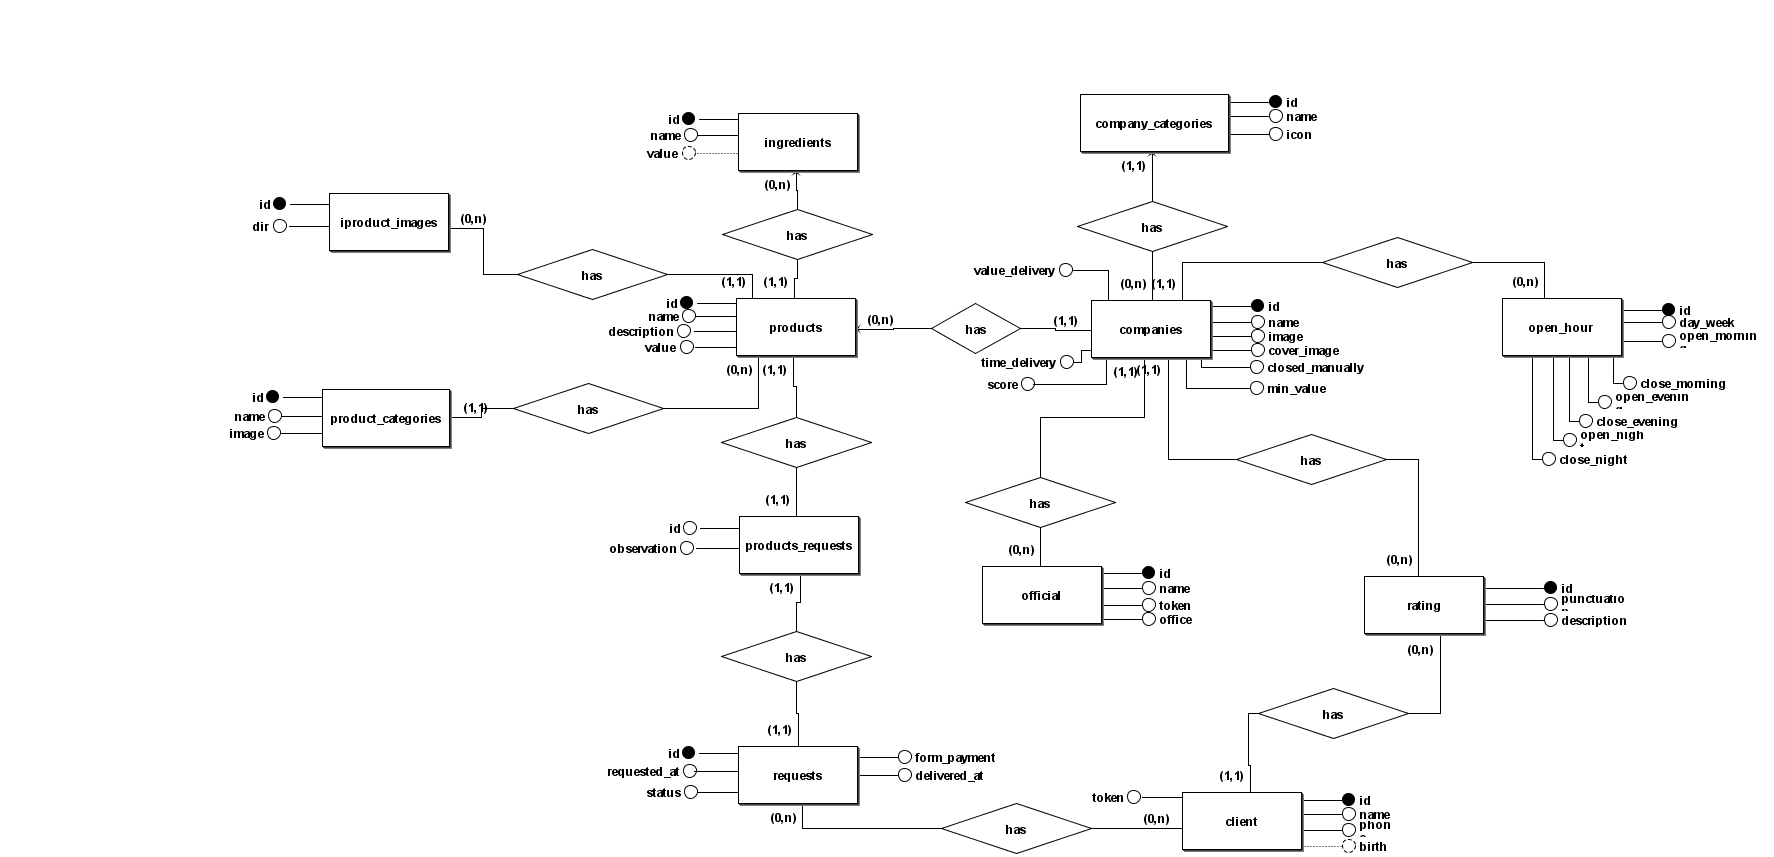 id
name
icon
company_categories
(1,1)
has
id
name
value
ingredients
(0,n)
has
id
dir
iproduct_images
(0,n)
has
(1,1)
(1,1)
id
name
description
value
products
(0,n)
has
(1,1)
value_delivery
(0,n)
(1,1)
companies
id
name
image
cover_image
closed_manually
min_value
time_delivery
score
(1,1)
(1,1)
has
(0,n)
open_hour
id
day_week
open_mornin
close_morning
open_evenin
close_evening
open_nigh
close_night
(0,n)
(1,1)
id
name
image
product_categories
(1,1)
has
has
(1,1)
id
observation
products_requests
(1,1)
has
(1,1)
has
(0,n)
official
id
name
token
office
has
(0,n)
rating
id
punctuatio
description
(0,n)
has
(1,1)
id
requested_at
status
requests
form_payment
delivered_at
(0,n)
has
(0,n)
token
client
id
name
phon
birth